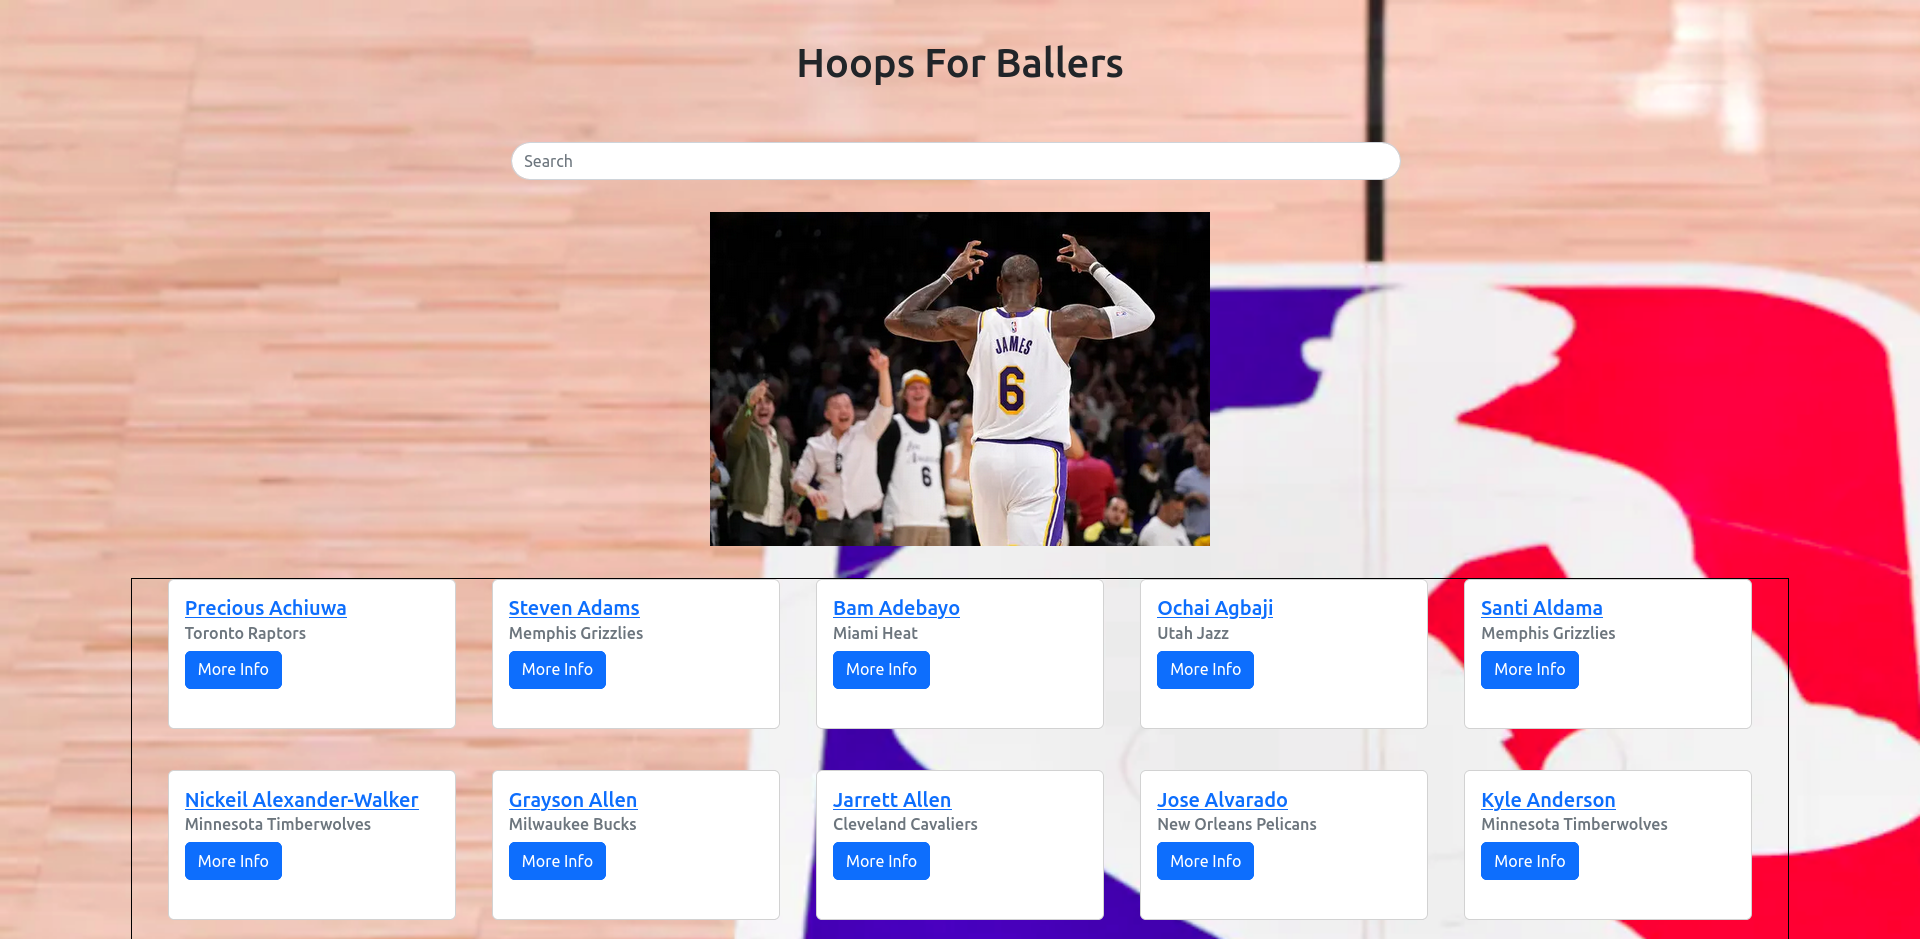 Hoops For Ballers
Search
JAMES
6
6
Precious Achiuwa
Toronto Raptors
More Info
Steven Adams
Memphis Grizzlies
More Info
Bam Adebayo
Miami Heat
More Info
Ochai Agbaji
Utah Jazz
More Info
Santi Aldama
Memphis Grizzlies
More Info
Nickeil Alexander-Walker
Minnesota Timberwolves
More Info
Grayson Allen
Milwaukee Bucks
More Info
Jarrett Allen
Cleveland Cavaliers
More Info
Jose Alvarado
New Orleans Pelicans
More Info
Kyle Anderson
Minnesota Timberwolves
More Info